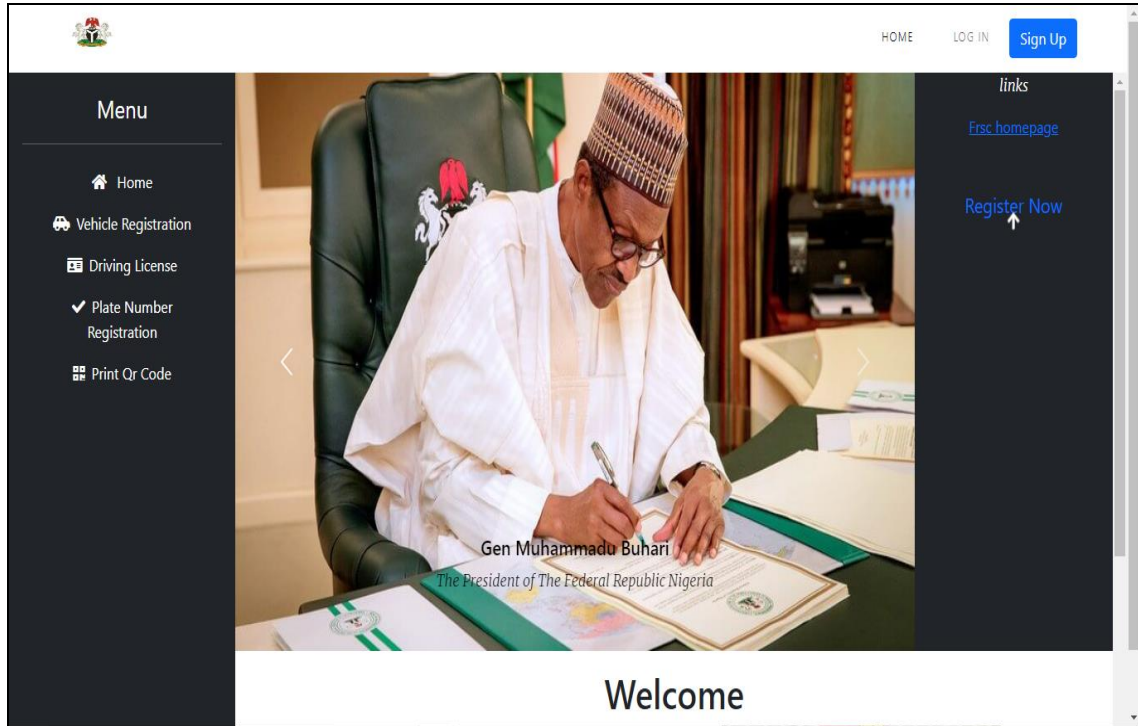 HOME LOG IN Sign Up
Menu
Home
Vehicle Registration
Driving License
Plate Number
Registration
Print Qr Code
Gen Muhammadu Buhari
The President of The Federal Republic Nigeria
links
Frsc homepage
Register Now
Welcome